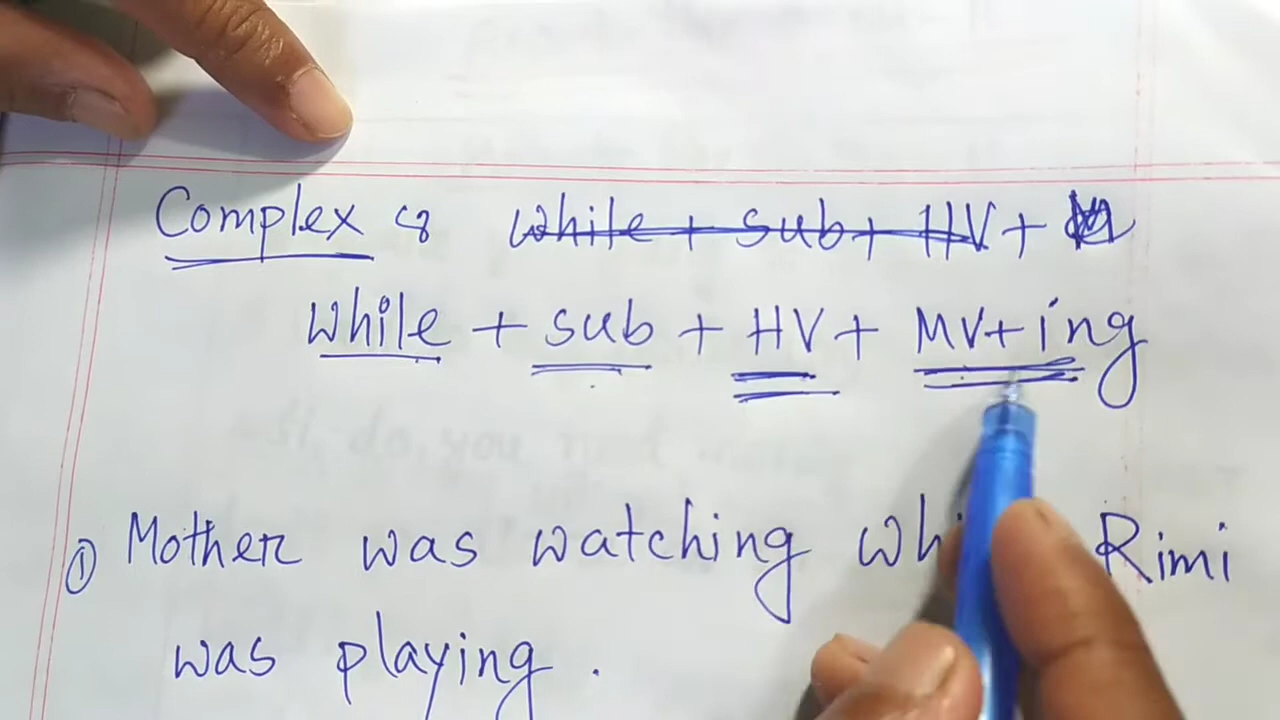 Complex : while + sub + HV + M
while + sub + HV + MV+ing
① Mother was watching Rimi
was playing .